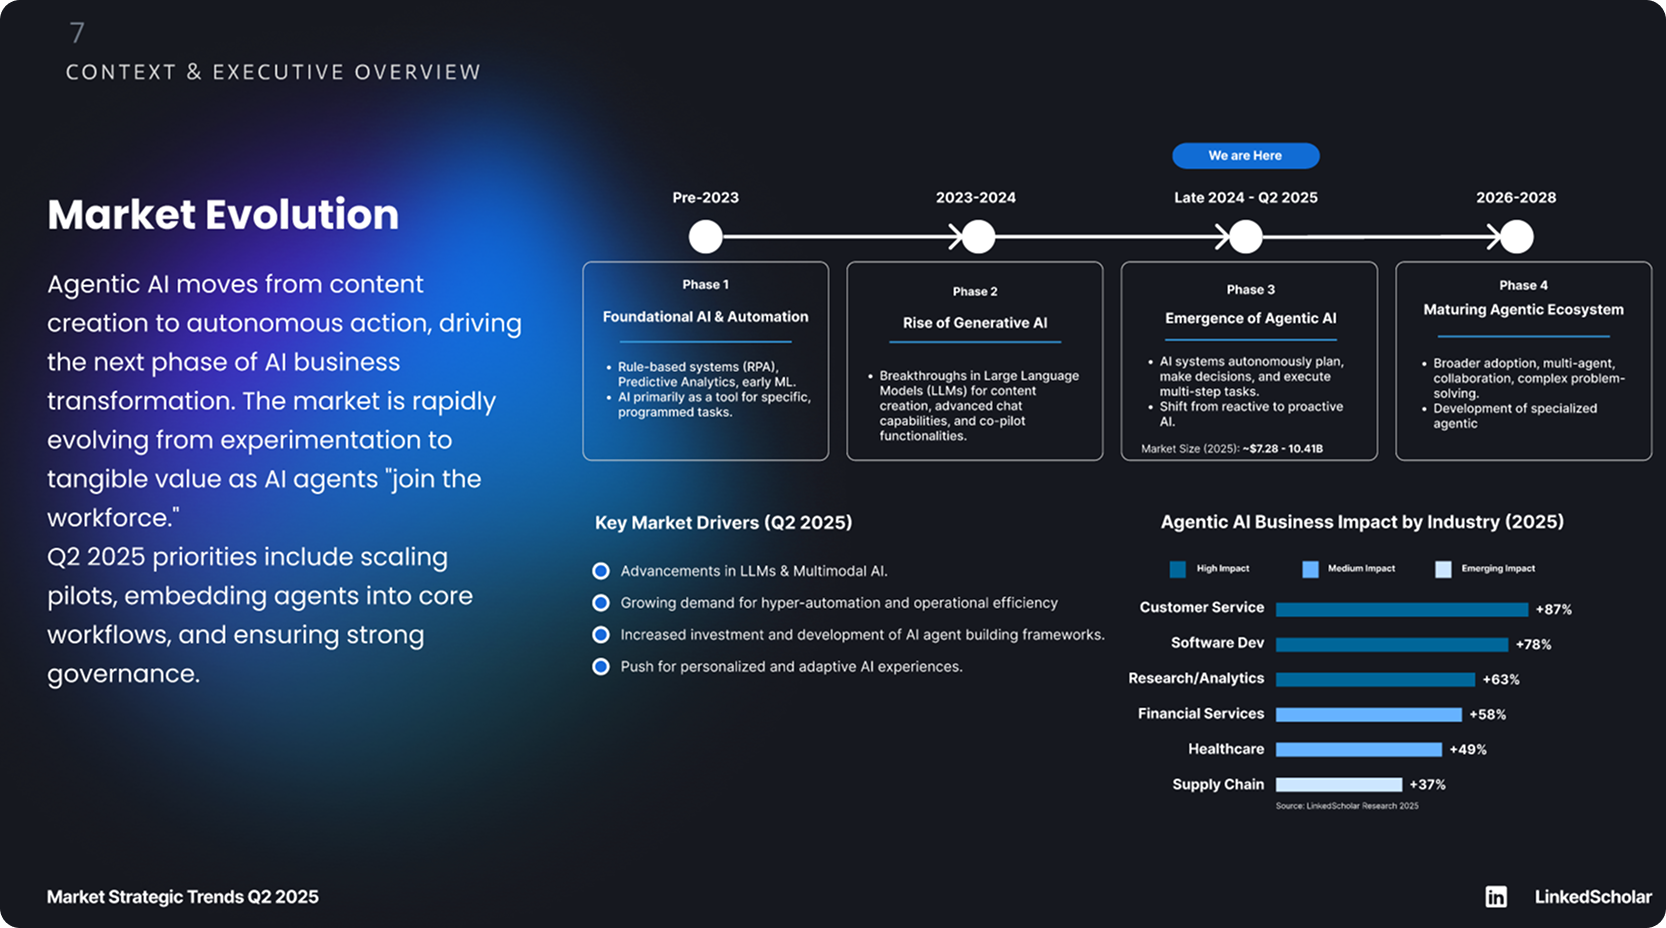 7
CONTEXT & EXECUTIVE OVERVIEW
Market Evolution
Agentic AI moves from content
creation to autonomous action, driving
the next phase of AI business
transformation. The market is rapidly
evolving from experimentation to
tangible value as AI agents "join the
workforce."
Q2 2025 priorities include scaling
pilots, embedding agents into core
workflows, and ensuring strong
governance.
We are Here
Pre-2023
2023-2024
Late 2024 - Q2 2025
2026-2028
Phase 1
Foundational AI & Automation
• Rule-based systems (RPA),
Predictive Analytics, early ML.
• AI primarily as a tool for specific,
programmed tasks.
Phase 2
Rise of Generative AI
• Breakthroughs in Large Language
Models (LLMs) for content
creation, advanced chat
capabilities, and co-pilot
functionalities.
Phase 3
Emergence of Agentic AI
• AI systems autonomously plan,
make decisions, and execute
multi-step tasks.
• Shift from reactive to proactive
AI.
Market Size (2025): ~$7.28 - 10.41B
Phase 4
Maturing Agentic Ecosystem
• Broader adoption, multi-agent,
collaboration, complex problem-
solving.
• Development of specialized
agentic
Key Market Drivers (Q2 2025)
Advancements in LLMs & Multimodal AI.
Growing demand for hyper-automation and operational efficiency
Increased investment and development of AI agent building frameworks.
Push for personalized and adaptive AI experiences.
Agentic AI Business Impact by Industry (2025)
High Impact
Medium Impact
Emerging Impact
Customer Service +87%
Software Dev +78%
Research/Analytics +63%
Financial Services +58%
Healthcare +49%
Supply Chain +37%
Source: LinkedScholar Research 2025
Market Strategic Trends Q2 2025
in LinkedScholar